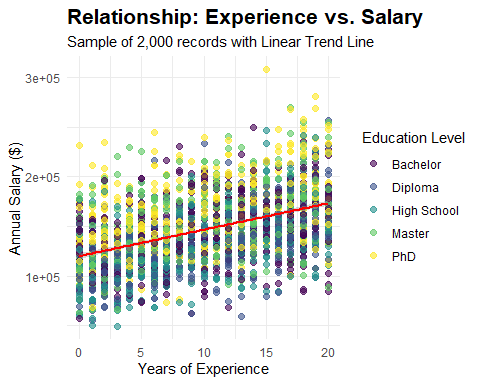 Relationship: Experience vs. Salary
Sample of 2,000 records with Linear Trend Line
Annual Salary ($)
3e+05
2e+05
1e+05
0
5
10
15
20
Years of Experience
Education Level
Bachelor
Diploma
High School
Master
PhD